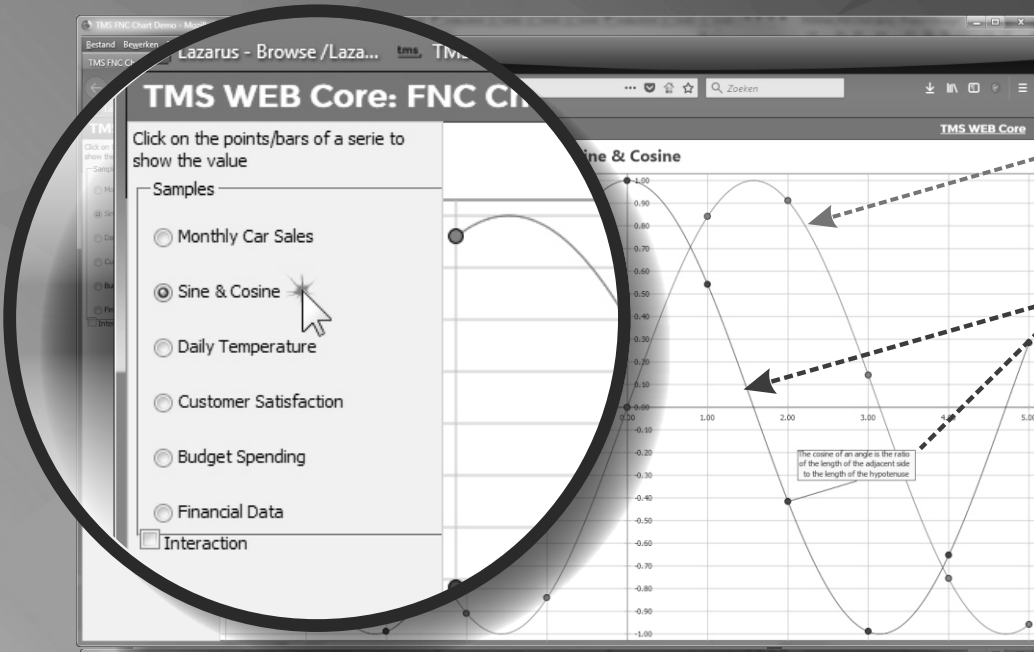 TMS FNC Chart Demo - Mozil
Bestand Bewerken
TMS FNC Ch
Lazarus - Browse /Laza... tms
Zoeken
TMS WEB Core: FNC Ch
TMS WEB Core
Click on the points/bars of a serie to
show the value
Samples
Monthly Car Sales
Sine & Cosine
Daily Temperature
Customer Satisfaction
Budget Spending
Financial Data
Interaction
ine & Cosine
1.00
0.90
0.80
0.70
0.60
0.50
0.40
0.30
0.20
0.10
0.00
-0.10
-0.20
-0.30
-0.40
-0.50
-0.60
-0.70
-0.80
-0.90
-1.00
0.00 1.00 2.00 3.00 5.00
The cosine of an angle is the ratio
of the length of the adjacent side
to the length of the hypotenuse